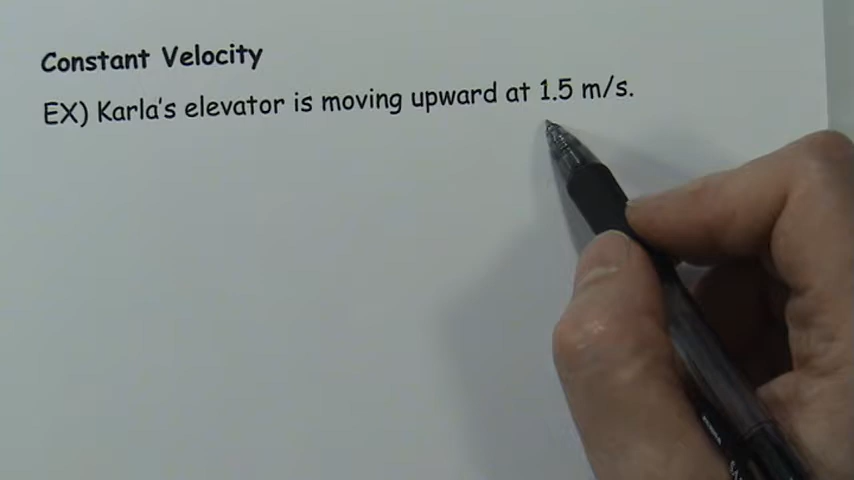 Constant Velocity
EX) Karla's elevator is moving upward at 1.5 m/s.